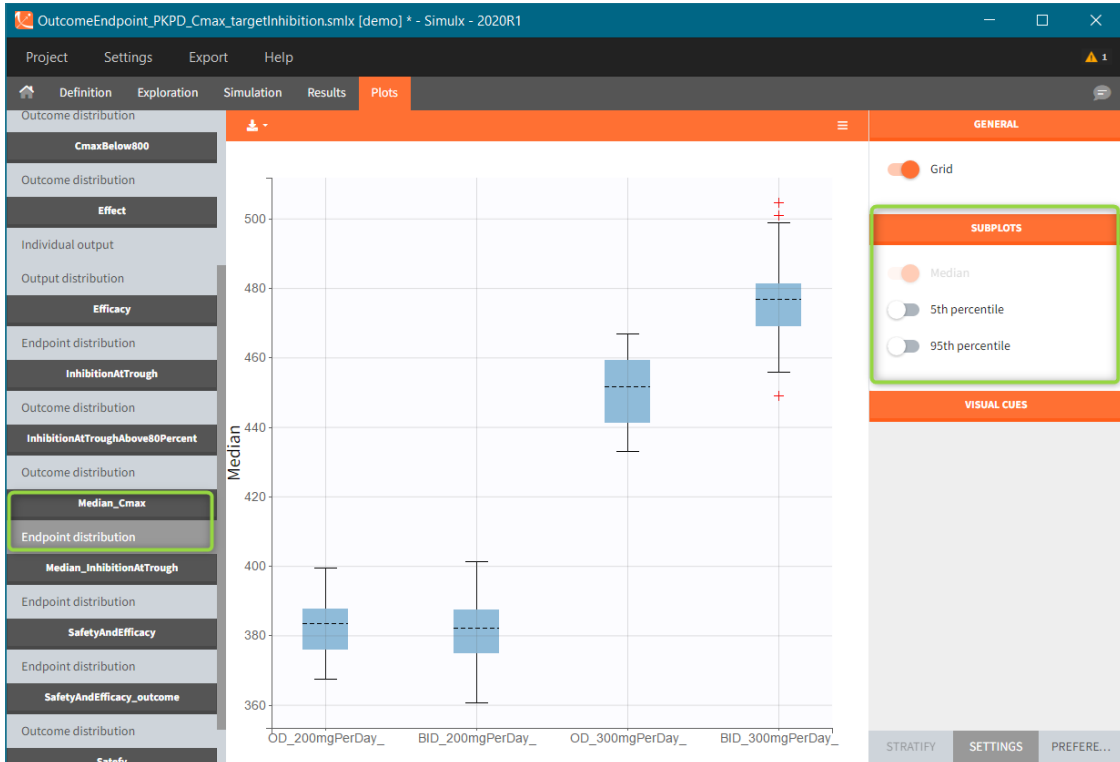 OutcomeEndpoint_PKPD_Cmax_targetInhibition.smlx [demo] * - Simulx - 2020R1
Project Settings Export Help
1
Definition Exploration Simulation Results Plots
Outcome distribution
CmaxBelow800
Outcome distribution
Effect
Individual output
Output distribution
Efficacy
Endpoint distribution
InhibitionAtTrough
Outcome distribution
InhibitionAtTroughAbove80Percent
Outcome distribution
Median_Cmax
Endpoint distribution
Median_InhibitionAtTrough
Endpoint distribution
SafetyAndEfficacy
Endpoint distribution
SafetyAndEfficacy_outcome
Outcome distribution
Median
500
480
460
440
420
400
380
360
OD_200mgPerDay_ BID_200mgPerDay_ OD_300mgPerDay_ BID_300mgPerDay_
GENERAL
Grid
SUBPLOTS
Median
5th percentile
95th percentile
VISUAL CUES
STRATIFY SETTINGS PREFERE...